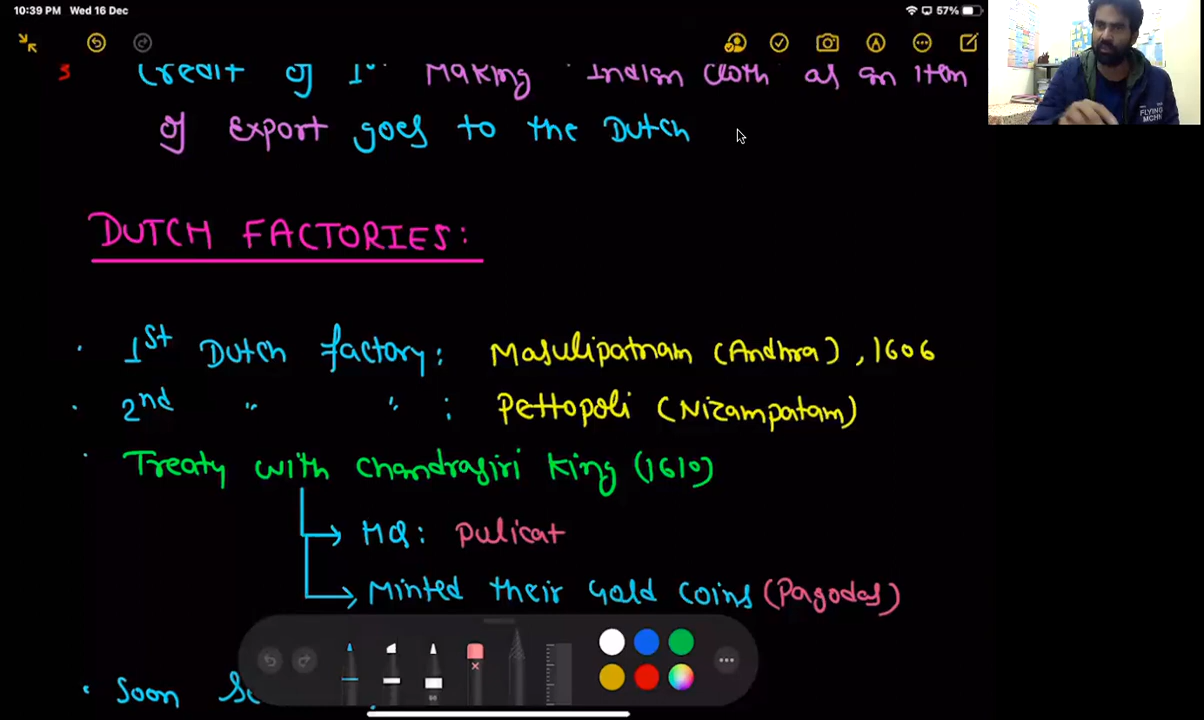 10:39 PM Wed 16 Dec
57%
3 Credit of 1st Making Indian Cloth as an item
of Export goes to the Dutch
DUTCH FACTORIES:
1st Dutch factory: Masulipatnam (Andhra), 1606
2nd " " : Pettopoli (Nizampatam)
Treaty with Chandragiri King (1610)
HQ: Pulicat
Minted their Gold Coins (Pagodas)
Soon
FLYING